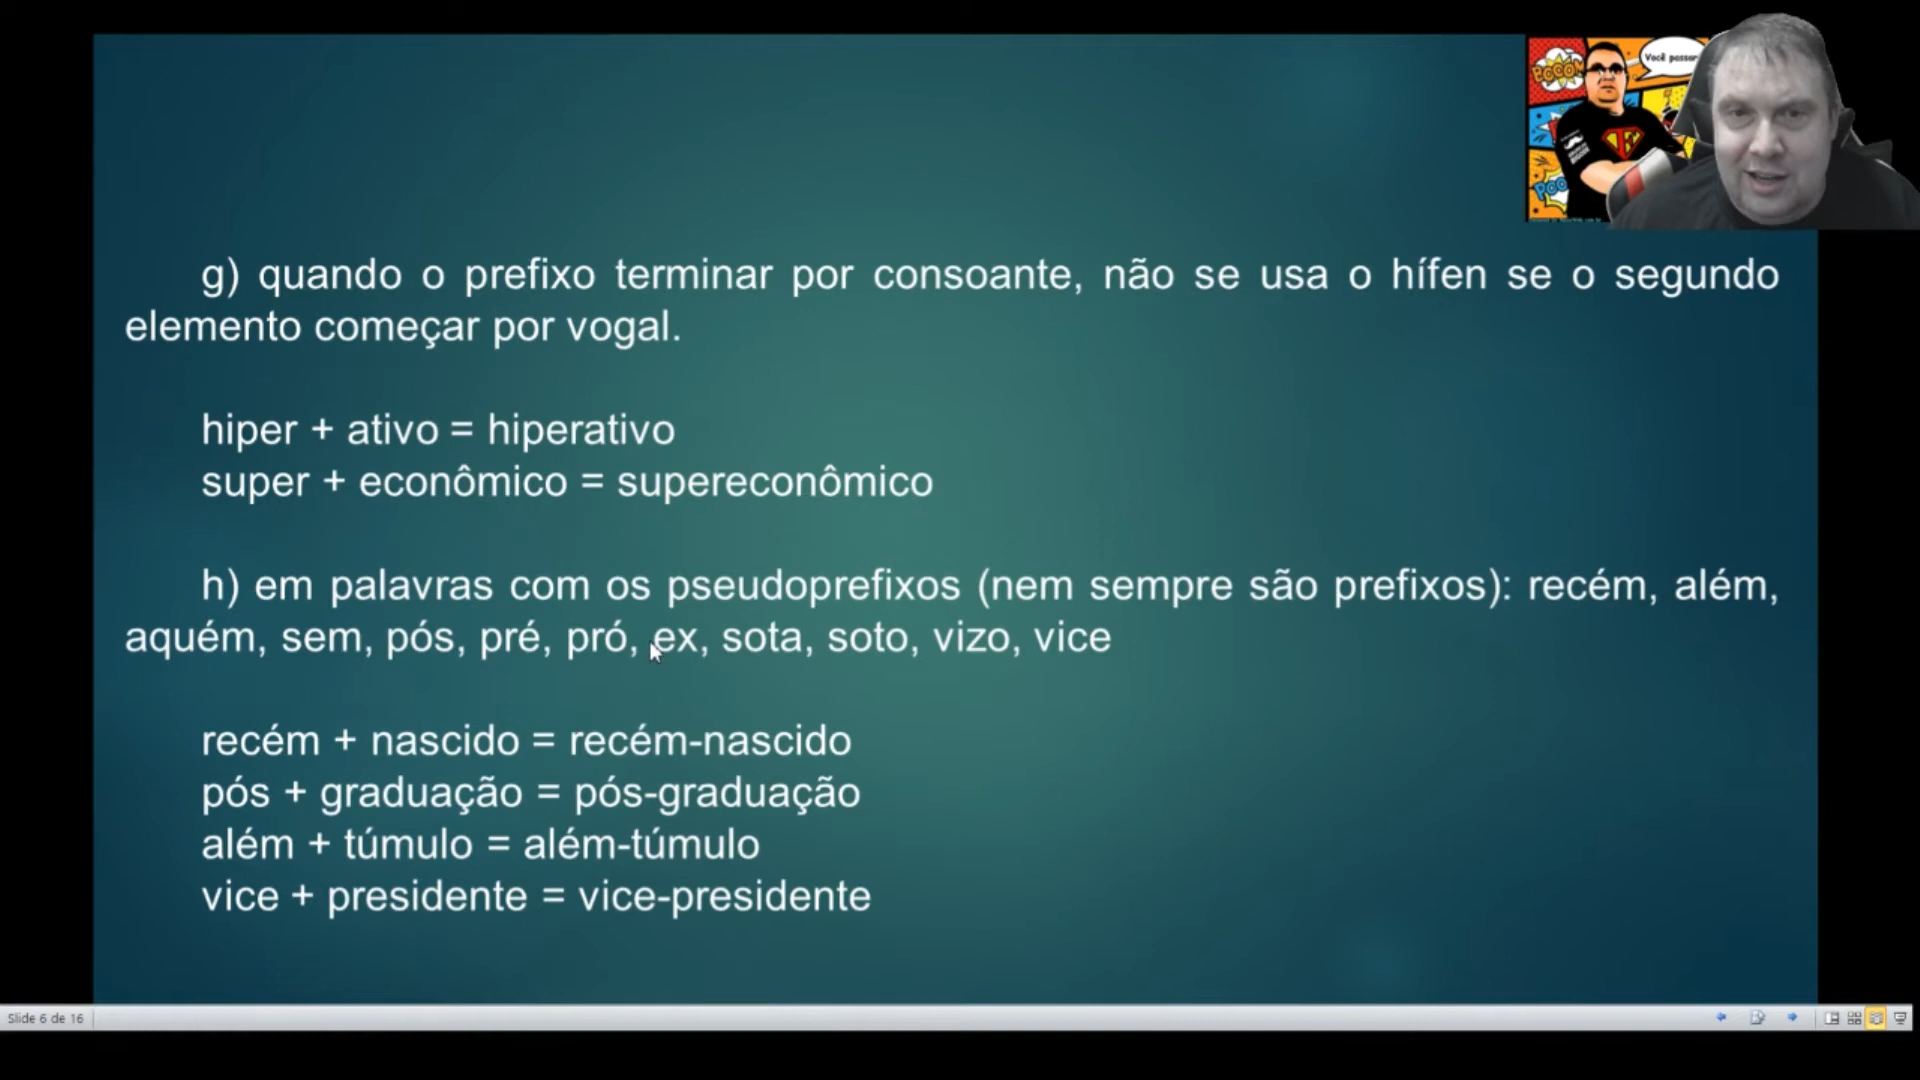 BOOOM
Você passar
g) quando o prefixo terminar por consoante, não se usa o hífen se o segundo
elemento começar por vogal.
hiper + ativo = hiperativo
super + econômico = supereconômico
h) em palavras com os pseudoprefixos (nem sempre são prefixos): recém, além,
aquém, sem, pós, pré, pró, ex, sota, soto, vizo, vice
recém + nascido = recém-nascido
pós + graduação = pós-graduação
além + túmulo = além-túmulo
vice + presidente = vice-presidente
Slide 6 de 16